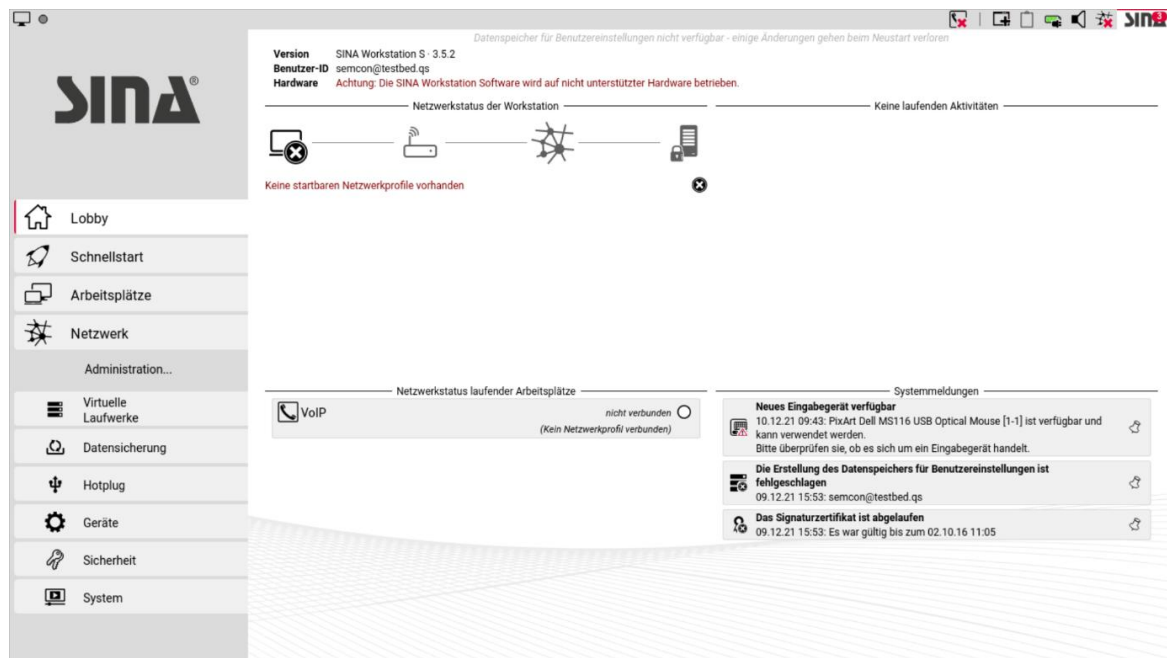 SINA
3
Datenspeicher für Benutzereinstellungen nicht verfügbar - einige Änderungen gehen beim Neustart verloren
SINA®
Version SINA Workstation S · 3.5.2
Benutzer-ID semcon@testbed.qs
Hardware Achtung: Die SINA Workstation Software wird auf nicht unterstützter Hardware betrieben.
Netzwerkstatus der Workstation
Keine startbaren Netzwerkprofile vorhanden
Keine laufenden Aktivitäten
Lobby
Schnellstart
Arbeitsplätze
Netzwerk
Administration...
Virtuelle
Laufwerke
Datensicherung
Hotplug
Geräte
Sicherheit
System
Netzwerkstatus laufender Arbeitsplätze
VoIP
nicht verbunden
(Kein Netzwerkprofil verbunden)
Systemmeldungen
Neues Eingabegerät verfügbar
10.12.21 09:43: PixArt Dell MS116 USB Optical Mouse [1-1] ist verfügbar und
kann verwendet werden.
Bitte überprüfen sie, ob es sich um ein Eingabegerät handelt.
Die Erstellung des Datenspeichers für Benutzereinstellungen ist
fehlgeschlagen
09.12.21 15:53: semcon@testbed.qs
Das Signaturzertifikat ist abgelaufen
09.12.21 15:53: Es war gültig bis zum 02.10.16 11:05